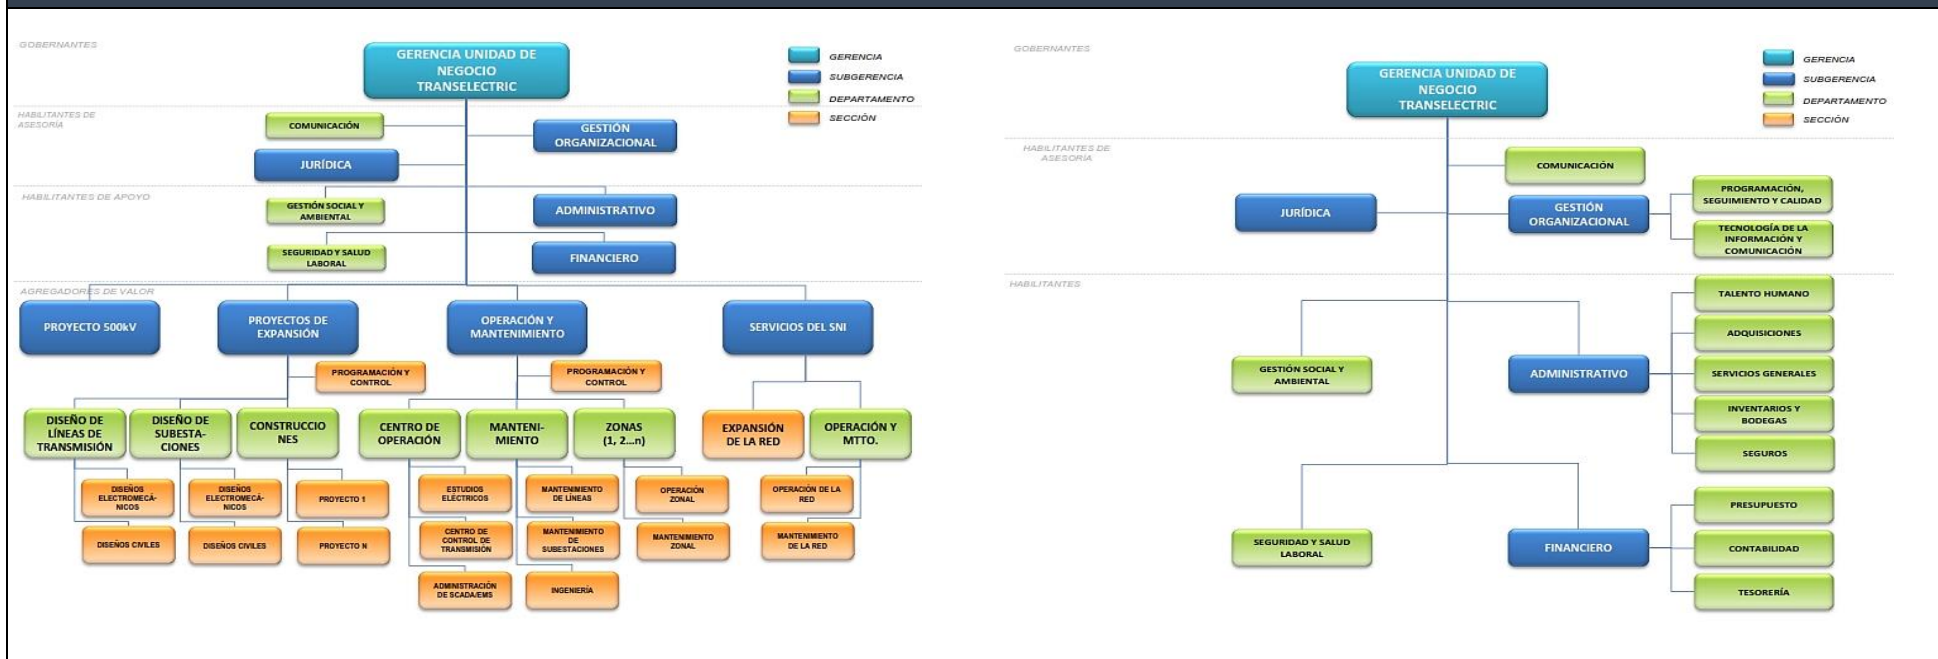 GOBERNANTES
GERENCIA UNIDAD DE
NEGOCIO
TRANSELECTRIC
GERENCIA
SUBGERENCIA
DEPARTAMENTO
SECCIÓN
HABILITANTES DE
ASESORÍA
COMUNICACIÓN
GESTIÓN
ORGANIZACIONAL
JURÍDICA
HABILITANTES DE APOYO
GESTIÓN SOCIAL Y
AMBIENTAL
ADMINISTRATIVO
SEGURIDAD Y SALUD
LABORAL
FINANCIERO
AGREGADORES DE VALOR
PROYECTO 500kV
PROYECTOS DE
EXPANSIÓN
OPERACIÓN Y
MANTENIMIENTO
SERVICIOS DEL SNI
PROGRAMACIÓN Y
CONTROL
PROGRAMACIÓN Y
CONTROL
DISEÑO DE
LÍNEAS DE
TRANSMISIÓN
DISEÑO DE
SUBESTA-
CIONES
CONSTRUCCIO
NES
CENTRO DE
OPERACIÓN
MANTENI-
MIENTO
ZONAS
(1, 2...n)
EXPANSIÓN
DE LA RED
OPERACIÓN Y
MTTO.
DISEÑOS
ELECTROMECÁ-
NICOS
DISEÑOS
ELECTROMECÁ-
NICOS
PROYECTO 1
ESTUDIOS
ELÉCTRICOS
MANTENIMIENTO
DE LÍNEAS
OPERACIÓN
ZONAL
OPERACIÓN DE LA
RED
DISEÑOS CIVILES
DISEÑOS CIVILES
PROYECTO N
CENTRO DE
CONTROL DE
TRANSMISIÓN
MANTENIMIENTO
DE
SUBESTACIONES
MANTENIMIENTO
ZONAL
MANTENIMIENTO
DE LA RED
ADMINISTRACIÓN
DE SCADA/EMS
INGENIERÍA
GOBERNANTES
GERENCIA UNIDAD DE
NEGOCIO
TRANSELECTRIC
GERENCIA
SUBGERENCIA
DEPARTAMENTO
SECCIÓN
HABILITANTES DE
ASESORÍA
COMUNICACIÓN
JURÍDICA
GESTIÓN
ORGANIZACIONAL
PROGRAMACIÓN,
SEGUIMIENTO Y CALIDAD
TECNOLOGÍA DE LA
INFORMACIÓN Y
COMUNICACIÓN
HABILITANTES
TALENTO HUMANO
ADQUISICIONES
GESTIÓN SOCIAL Y
AMBIENTAL
ADMINISTRATIVO
SERVICIOS GENERALES
INVENTARIOS Y
BODEGAS
SEGUROS
PRESUPUESTO
SEGURIDAD Y SALUD
LABORAL
FINANCIERO
CONTABILIDAD
TESORERÍA